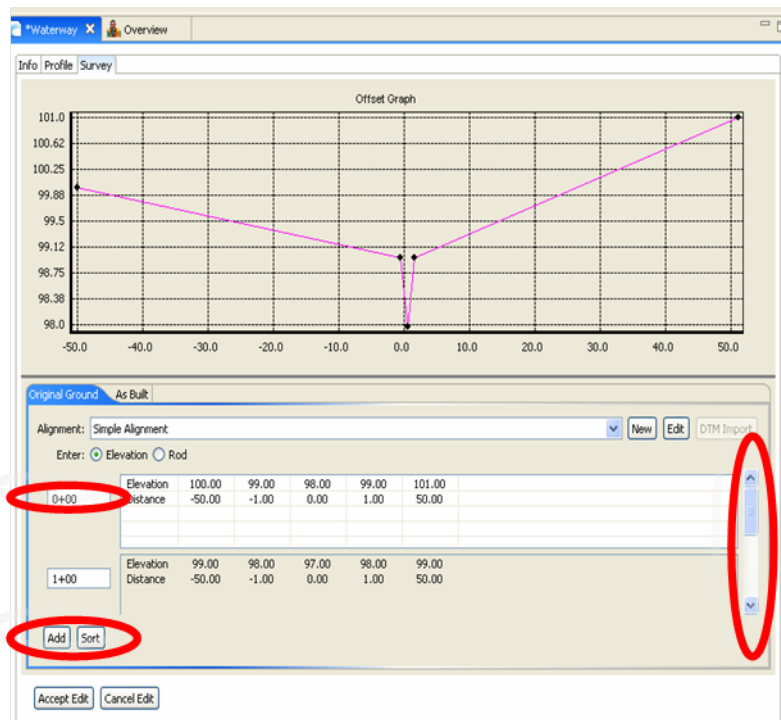 *Waterway Overview
Info Profile Survey
Offset Graph
101.0
100.62
100.25
99.88
99.5
99.12
98.75
98.38
98.0
-50.0 -40.0 -30.0 -20.0 -10.0 0.0 10.0 20.0 30.0 40.0 50.0
Original Ground As Built
Alignment: Simple Alignment New Edit DTM Import
Enter: Elevation Rod
Elevation 100.00 99.00 98.00 99.00 101.00
0+00 Distance -50.00 -1.00 0.00 1.00 50.00
Elevation 99.00 98.00 97.00 98.00 99.00
1+00 Distance -50.00 -1.00 0.00 1.00 50.00
Add Sort
Accept Edit Cancel Edit